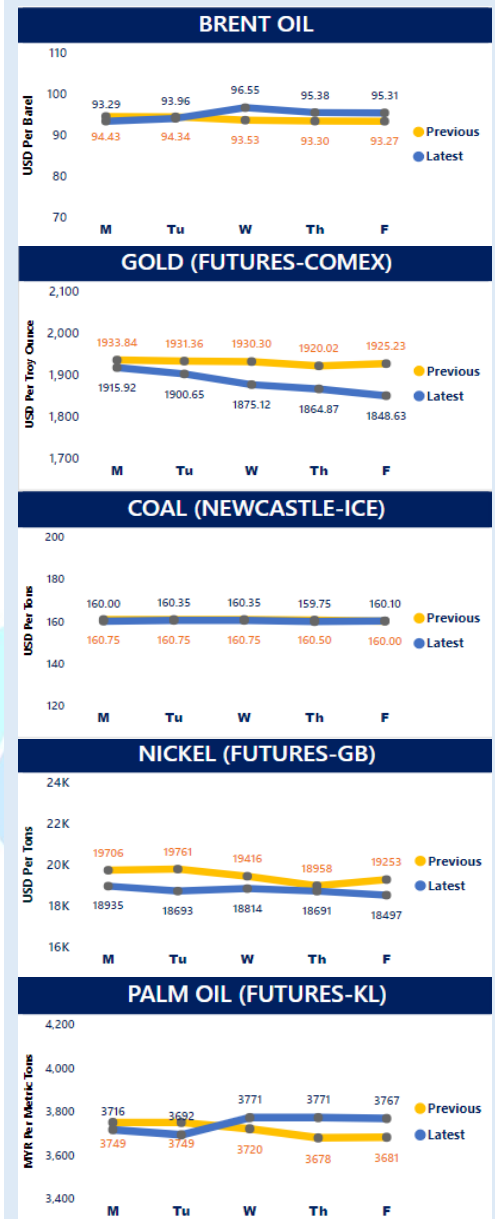 BRENT OIL
110
100
90
80
70
USD Per Barel
93.29 93.96 96.55 95.38 95.31
94.43 94.34 93.53 93.30 93.27
Previous
Latest
M Tu W Th F
GOLD (FUTURES-COMEX)
2,100
2,000
1,900
1,800
1,700
USD Per Troy Ounce
1933.84 1931.36 1930.30 1920.02 1925.23
1915.92 1900.65 1875.12 1864.87 1848.63
Previous
Latest
M Tu W Th F
COAL (NEWCASTLE-ICE)
200
180
160
140
120
USD Per Tons
160.00 160.35 160.35 159.75 160.10
160.75 160.75 160.75 160.50 160.00
Previous
Latest
M Tu W Th F
NICKEL (FUTURES-GB)
24K
22K
20K
18K
16K
USD Per Tons
19706 19761 19416 18958 19253
18935 18693 18814 18691 18497
Previous
Latest
M Tu W Th F
PALM OIL (FUTURES-KL)
4,200
4,000
3,800
3,600
3,400
MYR Per Metric Tons
3716 3692 3771 3771 3767
3749 3749 3720 3678 3681
Previous
Latest
M Tu W Th F